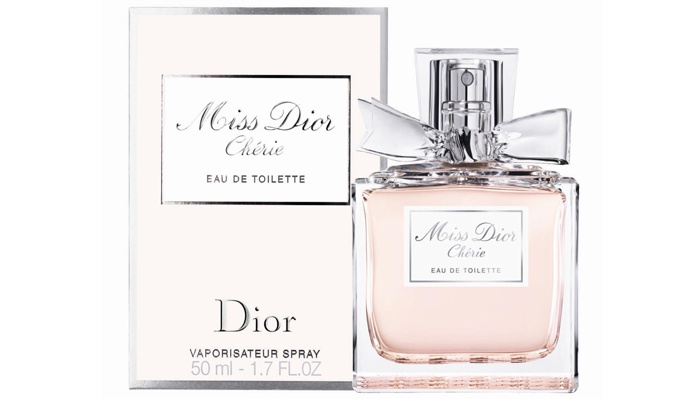 Miss Dior
Chérie
EAU DE TOILETTE
Dior
VAPORISATEUR SPRAY
50 ml - 1.7 FL.OZ
Miss Dior
Chérie
EAU DE TOILETTE